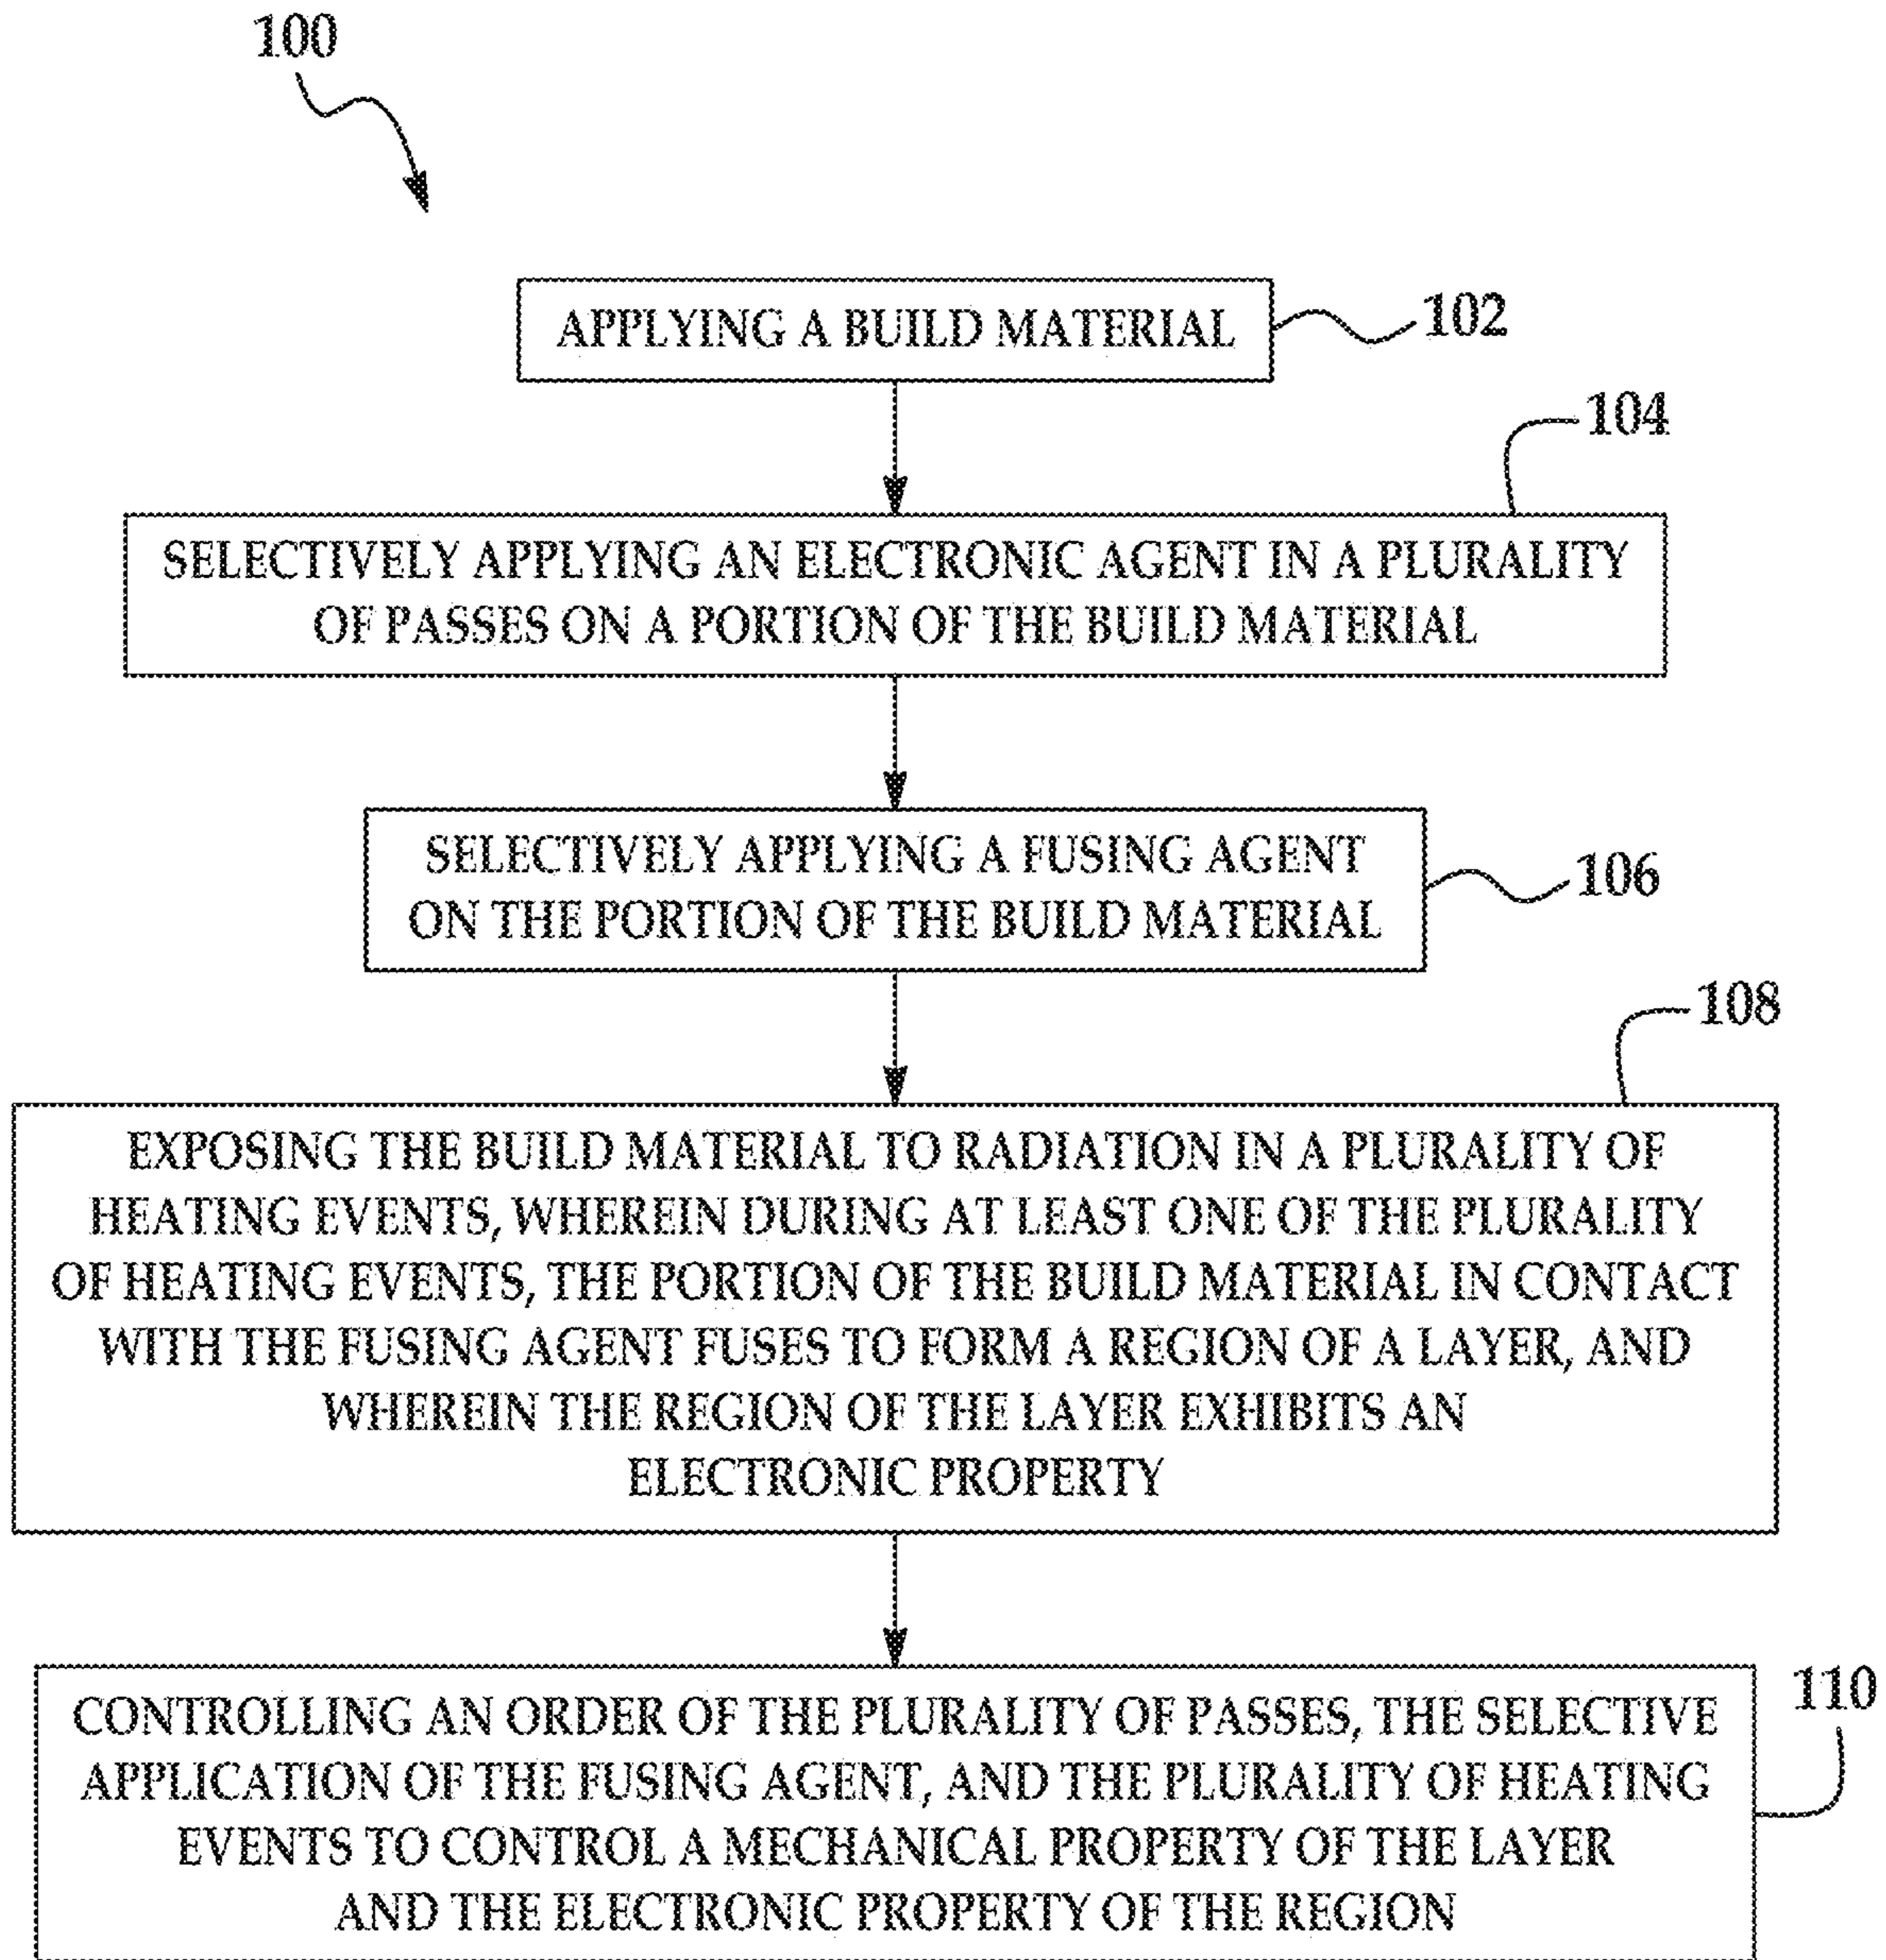 100
APPLYING A BUILD MATERIAL
102
104
SELECTIVELY APPLYING AN ELECTRONIC AGENT IN A PLURALITY
OF PASSES ON A PORTION OF THE BUILD MATERIAL
SELECTIVELY APPLYING A FUSING AGENT
ON THE PORTION OF THE BUILD MATERIAL
106
108
EXPOSING THE BUILD MATERIAL TO RADIATION IN A PLURALITY OF
HEATING EVENTS, WHEREIN DURING AT LEAST ONE OF THE PLURALITY
OF HEATING EVENTS, THE PORTION OF THE BUILD MATERIAL IN CONTACT
WITH THE FUSING AGENT FUSES TO FORM A REGION OF A LAYER, AND
WHEREIN THE REGION OF THE LAYER EXHIBITS AN
ELECTRONIC PROPERTY
110
CONTROLLING AN ORDER OF THE PLURALITY OF PASSES, THE SELECTIVE
APPLICATION OF THE FUSING AGENT, AND THE PLURALITY OF HEATING
EVENTS TO CONTROL A MECHANICAL PROPERTY OF THE LAYER
AND THE ELECTRONIC PROPERTY OF THE REGION